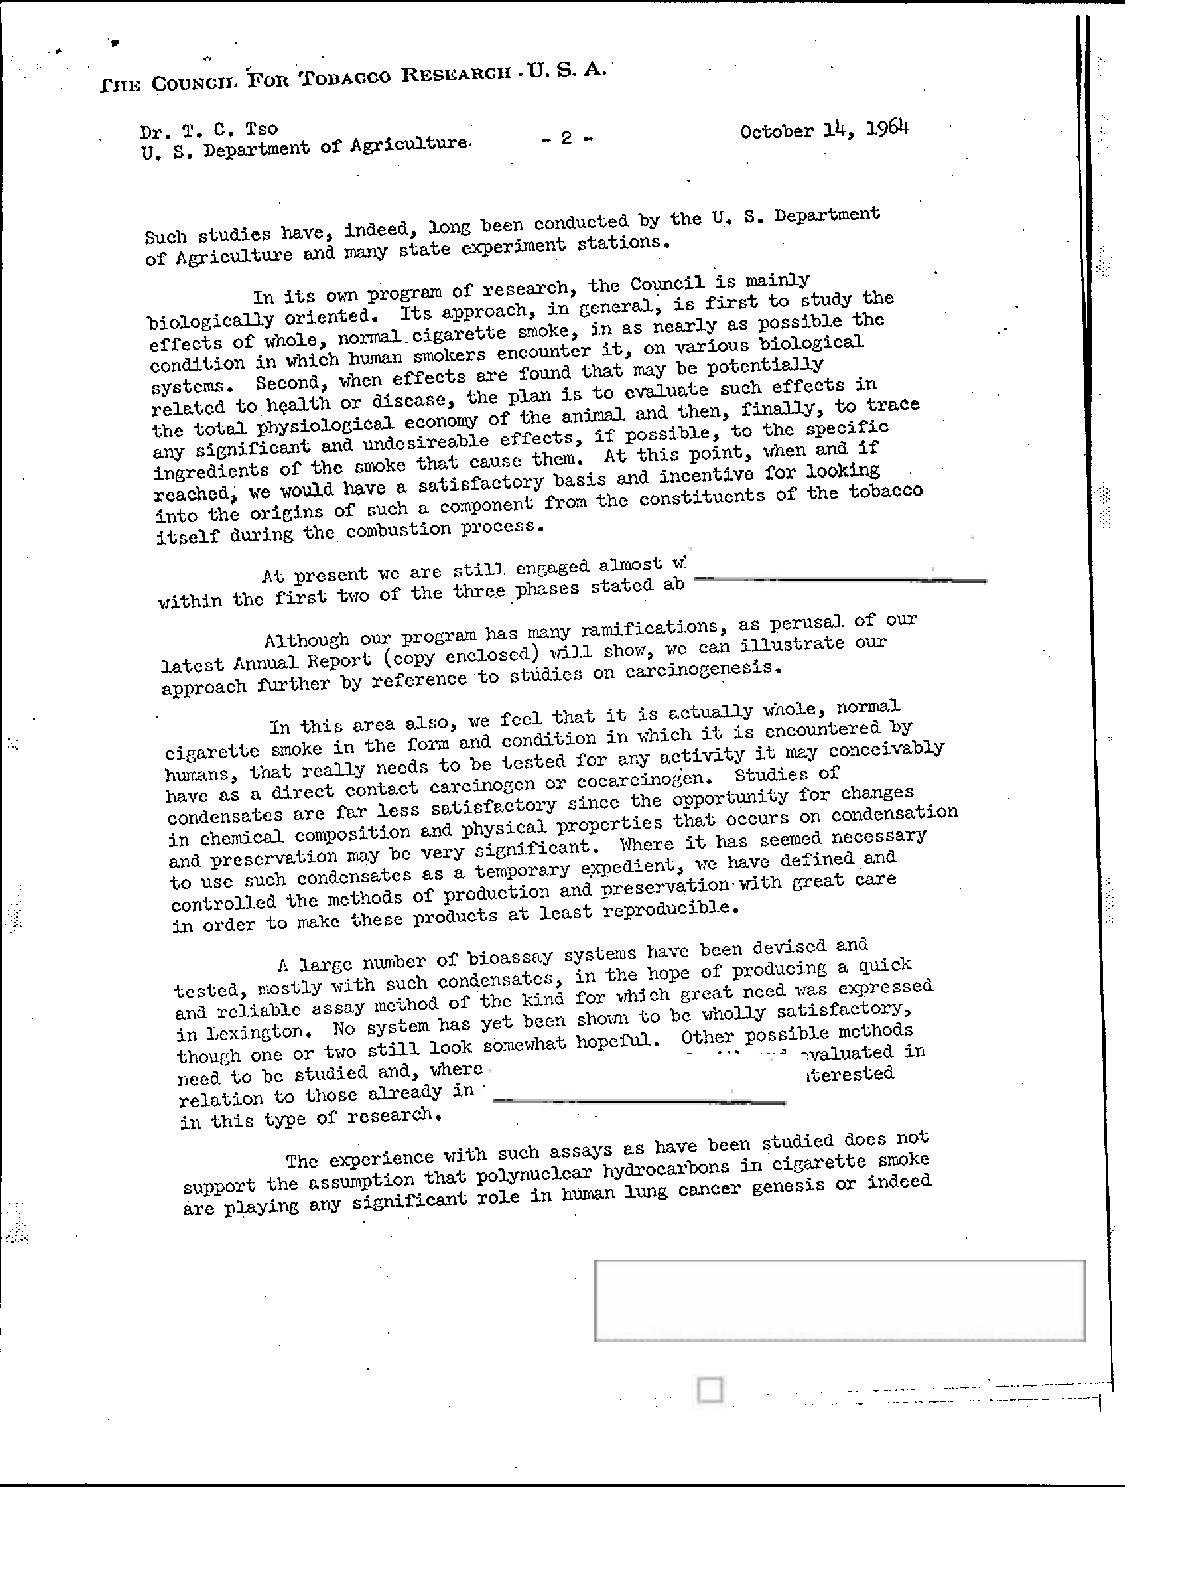 THE COUNCIL FOR TOBACCO RESEARCH - U. S. A.
Dr. T. C. Tso
U. S. Department of Agriculture
- 2 -
October 14, 1964
Such studies have, indeed, long been conducted by the U. S. Department
of Agriculture and many state experiment stations.
In its own program of research, the Council is mainly
biologically oriented. Its approach, in general, is first to study the
effects of whole, normal cigarette smoke, in as nearly as possible the
condition in which human smokers encounter it, on various biological
systems. Second, when effects are found that may be potentially
related to health or disease, the plan is to evaluate such effects in
the total physiological economy of the animal and then, finally, to trace
any significant and undesireable effects, if possible, to the specific
ingredients of the smoke that cause them. At this point, when and if
reached, we would have a satisfactory basis and incentive for looking
into the origins of such a component from the constituents of the tobacco
itself during the combustion process.
At present we are still engaged almost
within the first two of the three phases stated ab
Although our program has many ramifications, as perusal of our
latest Annual Report (copy enclosed) will show, we can illustrate our
approach further by reference to studies on carcinogenesis.
In this area also, we feel that it is actually whole, normal
cigarette smoke in the form and condition in which it is encountered by
humans, that really needs to be tested for any activity it may conceivably
have as a direct contact carcinogen or cocarcinogen. Studies of
condensates are far less satisfactory since the opportunity for changes
in chemical composition and physical properties that occurs on condensation
and preservation may be very significant. Where it has seemed necessary
to use such condensates as a temporary expedient, we have defined and
controlled the methods of production and preservation with great care
in order to make these products at least reproducible.
A large number of bioassay systems have been devised and
tested, mostly with such condensates, in the hope of producing a quick
and reliable assay method of the kind for which great need was expressed
in Lexington. No system has yet been shown to be wholly satisfactory,
though one or two still look somewhat hopeful. Other possible methods
need to be studied and, where valuated in
relation to those already in terested
in this type of research.
The experience with such assays as have been studied does not
support the assumption that polynuclear hydrocarbons in cigarette smoke
are playing any significant role in human lung cancer genesis or indeed